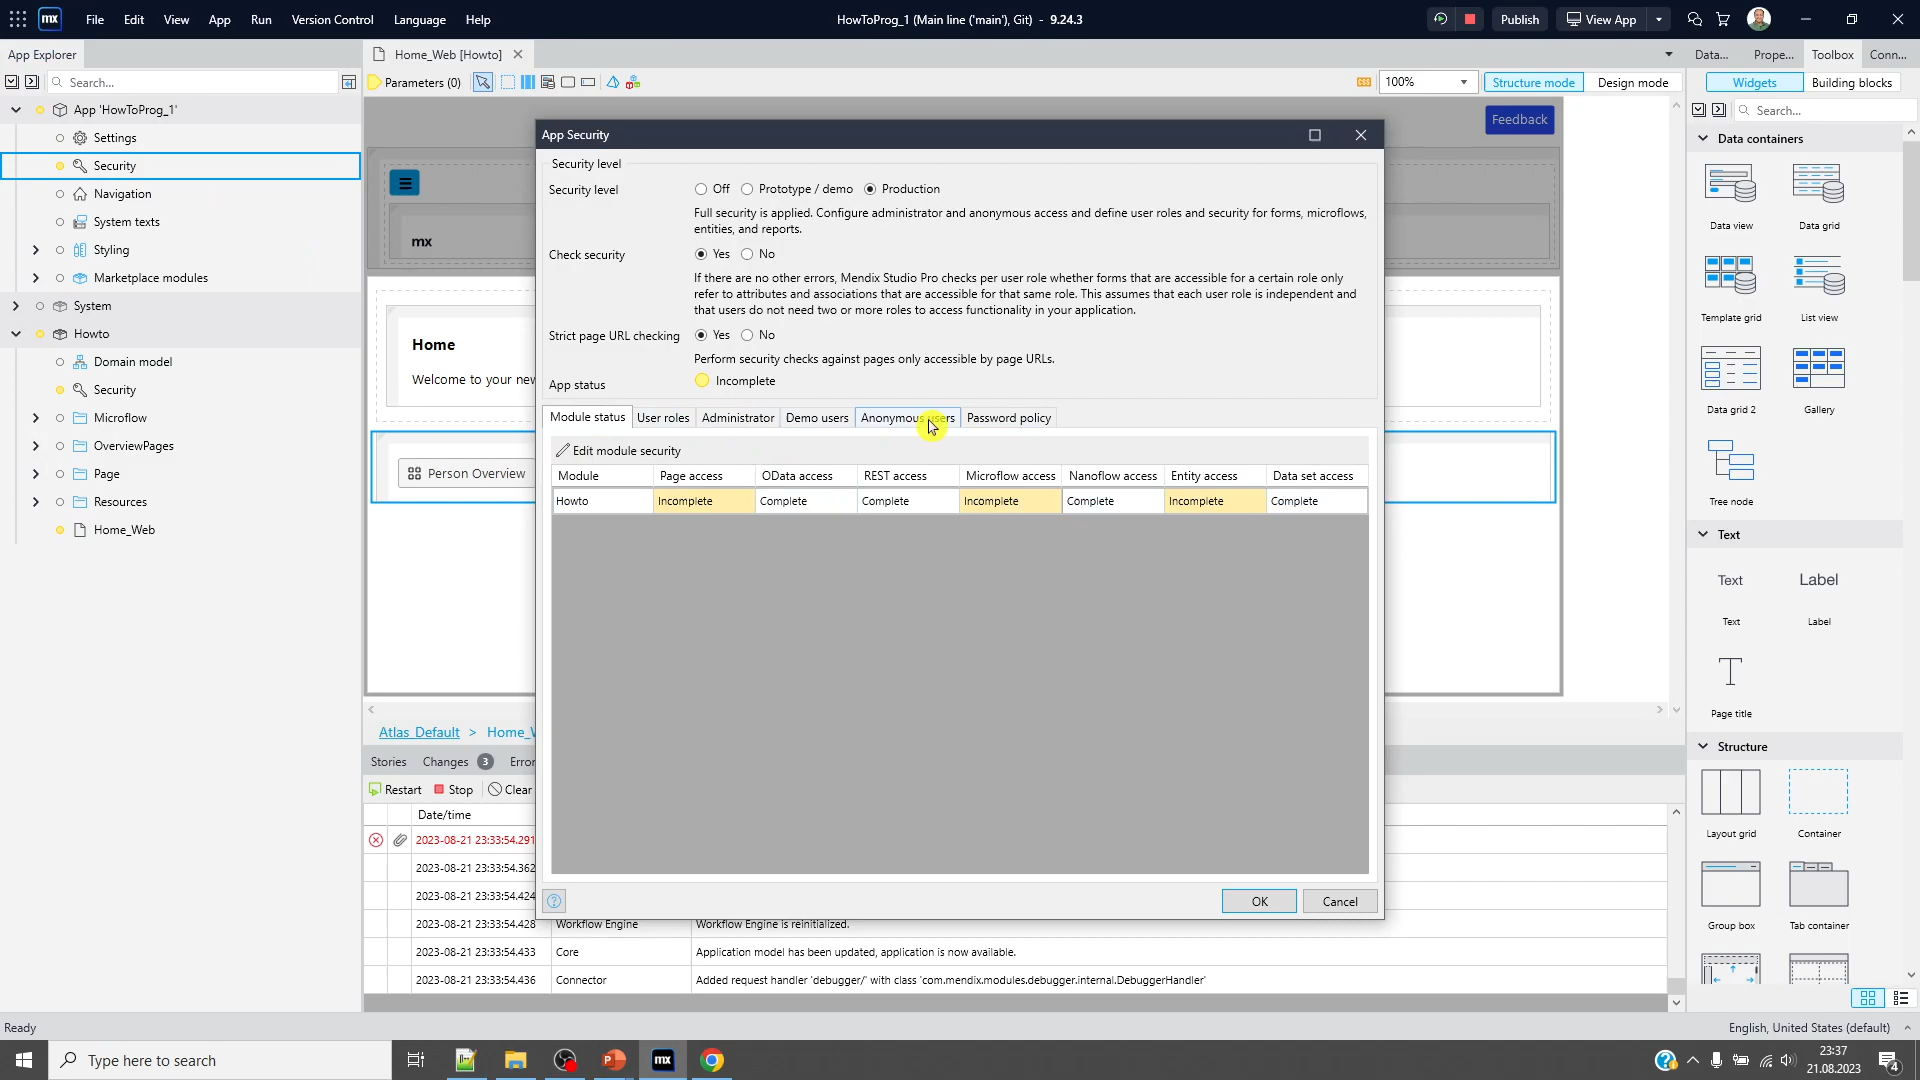 mx File Edit View App Run Version Control Language Help HowToProg_1 (Main line ('main'), Git) - 9.24.3 Publish View App
App Explorer Home_Web [Howto] Data... Prope... Toolbox Conn...
Search... Parameters (0) CSS 100% Structure mode Design mode Widgets Building blocks
Search...
App 'HowToProg_1'
Settings
Security
Navigation
System texts
Styling
Marketplace modules
System
Howto
Domain model
Security
Microflow
OverviewPages
Page
Resources
Home_Web
Feedback
mx
Home
Welcome to your new
Person Overview
App Security
Security level
Security level Off Prototype / demo Production
Full security is applied. Configure administrator and anonymous access and define user roles and security for forms, microflows,
entities, and reports.
Check security Yes No
If there are no other errors, Mendix Studio Pro checks per user role whether forms that are accessible for a certain role only
refer to attributes and associations that are accessible for that same role. This assumes that each user role is independent and
that users do not need two or more roles to access functionality in your application.
Strict page URL checking Yes No
Perform security checks against pages only accessible by page URLs.
App status Incomplete
Module status User roles Administrator Demo users Anonymous users Password policy
Edit module security
Module Page access OData access REST access Microflow access Nanoflow access Entity access Data set access
Howto Incomplete Complete Complete Incomplete Complete Incomplete Complete
? OK Cancel
Atlas_Default > Home_W
Stories Changes 3 Error
Restart Stop Clear
Date/time
2023-08-21 23:33:54.291
2023-08-21 23:33:54.362
2023-08-21 23:33:54.424
2023-08-21 23:33:54.428 Workflow Engine Workflow Engine is reinitialized.
2023-08-21 23:33:54.433 Core Application model has been updated, application is now available.
2023-08-21 23:33:54.436 Connector Added request handler 'debugger/' with class 'com.mendix.modules.debugger.internal.DebuggerHandler'
Data containers
Data view Data grid
Template grid List view
Data grid 2 Gallery
Tree node
Text
Text Label
Text Label
Page title
Structure
Layout grid Container
Group box Tab container
Ready English, United States (default)
Type here to search mx 23:37
21.08.2023 4